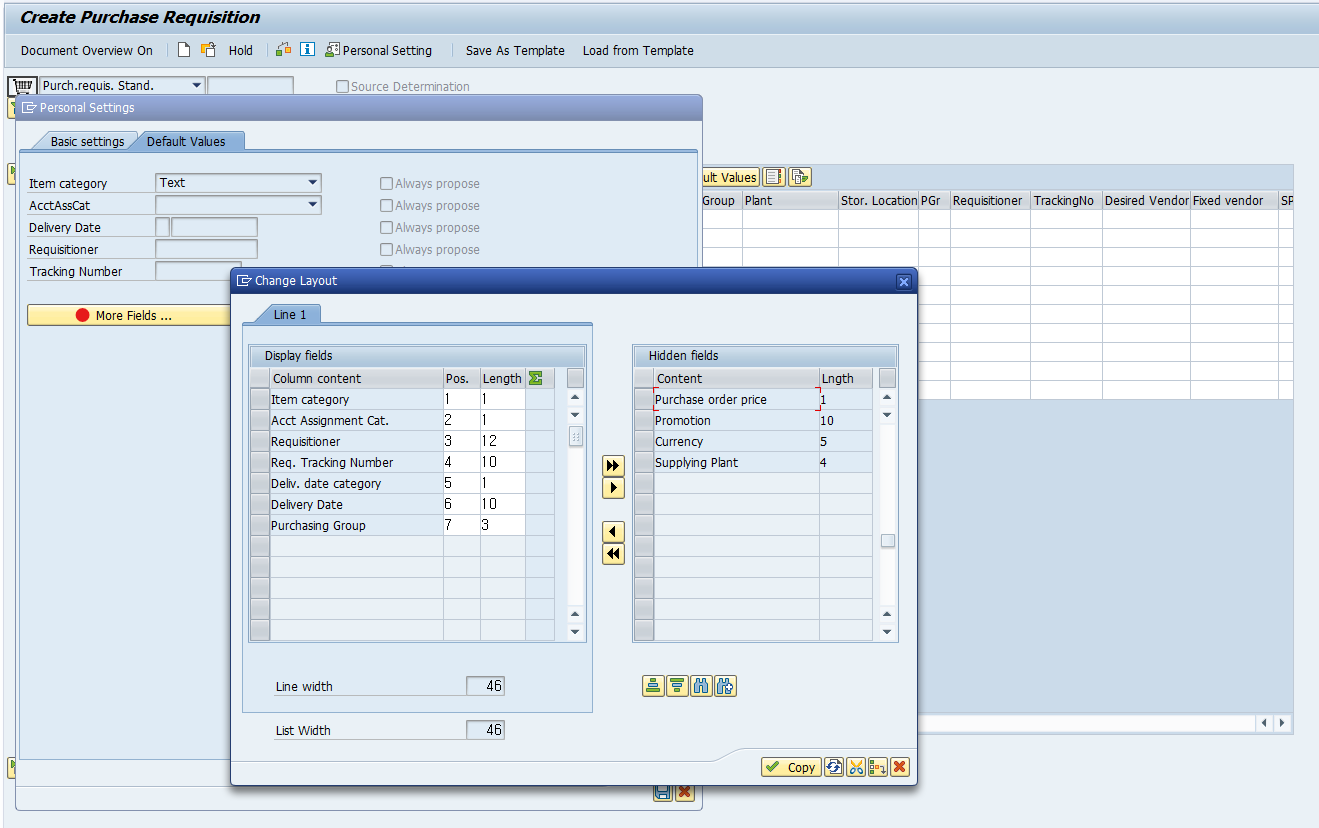 Create Purchase Requisition
Document Overview On Hold Personal Setting Save As Template Load from Template
Purch.requis. Stand. Source Determination
Personal Settings
Basic settings Default Values
Item category Text Always propose
AcctAssCat Always propose
Delivery Date Always propose
Requisitioner Always propose
Tracking Number
More Fields ...
ult Values
Group Plant Stor. Location PGr Requisitioner TrackingNo Desired Vendor Fixed vendor SP
Change Layout
Line 1
Display fields
Column content Pos. Length
Item category 1 1
Acct Assignment Cat. 2 1
Requisitioner 3 12
Req. Tracking Number 4 10
Deliv. date category 5 1
Delivery Date 6 10
Purchasing Group 7 3
Line width 46
List Width 46
Hidden fields
Content Lngth
Purchase order price 1
Promotion 10
Currency 5
Supplying Plant 4
Copy